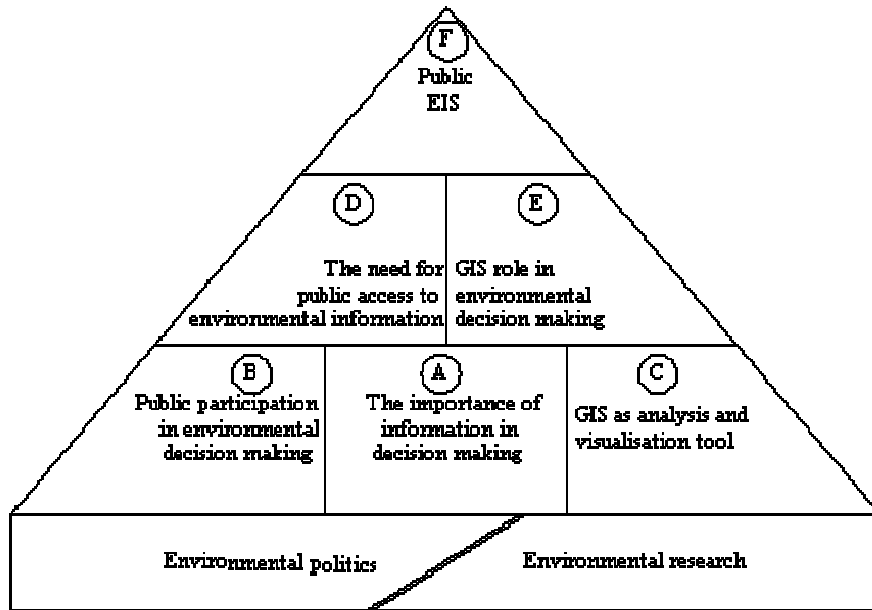 F
Public
EIS
D
E
The need for
public access to
environmental information
GIS role in
environmental
decision making
B
A
C
Public participation
in environmental
decision making
The importance of
information in
decision making
GIS as analysis and
visualisation tool
Environmental politics
Environmental research